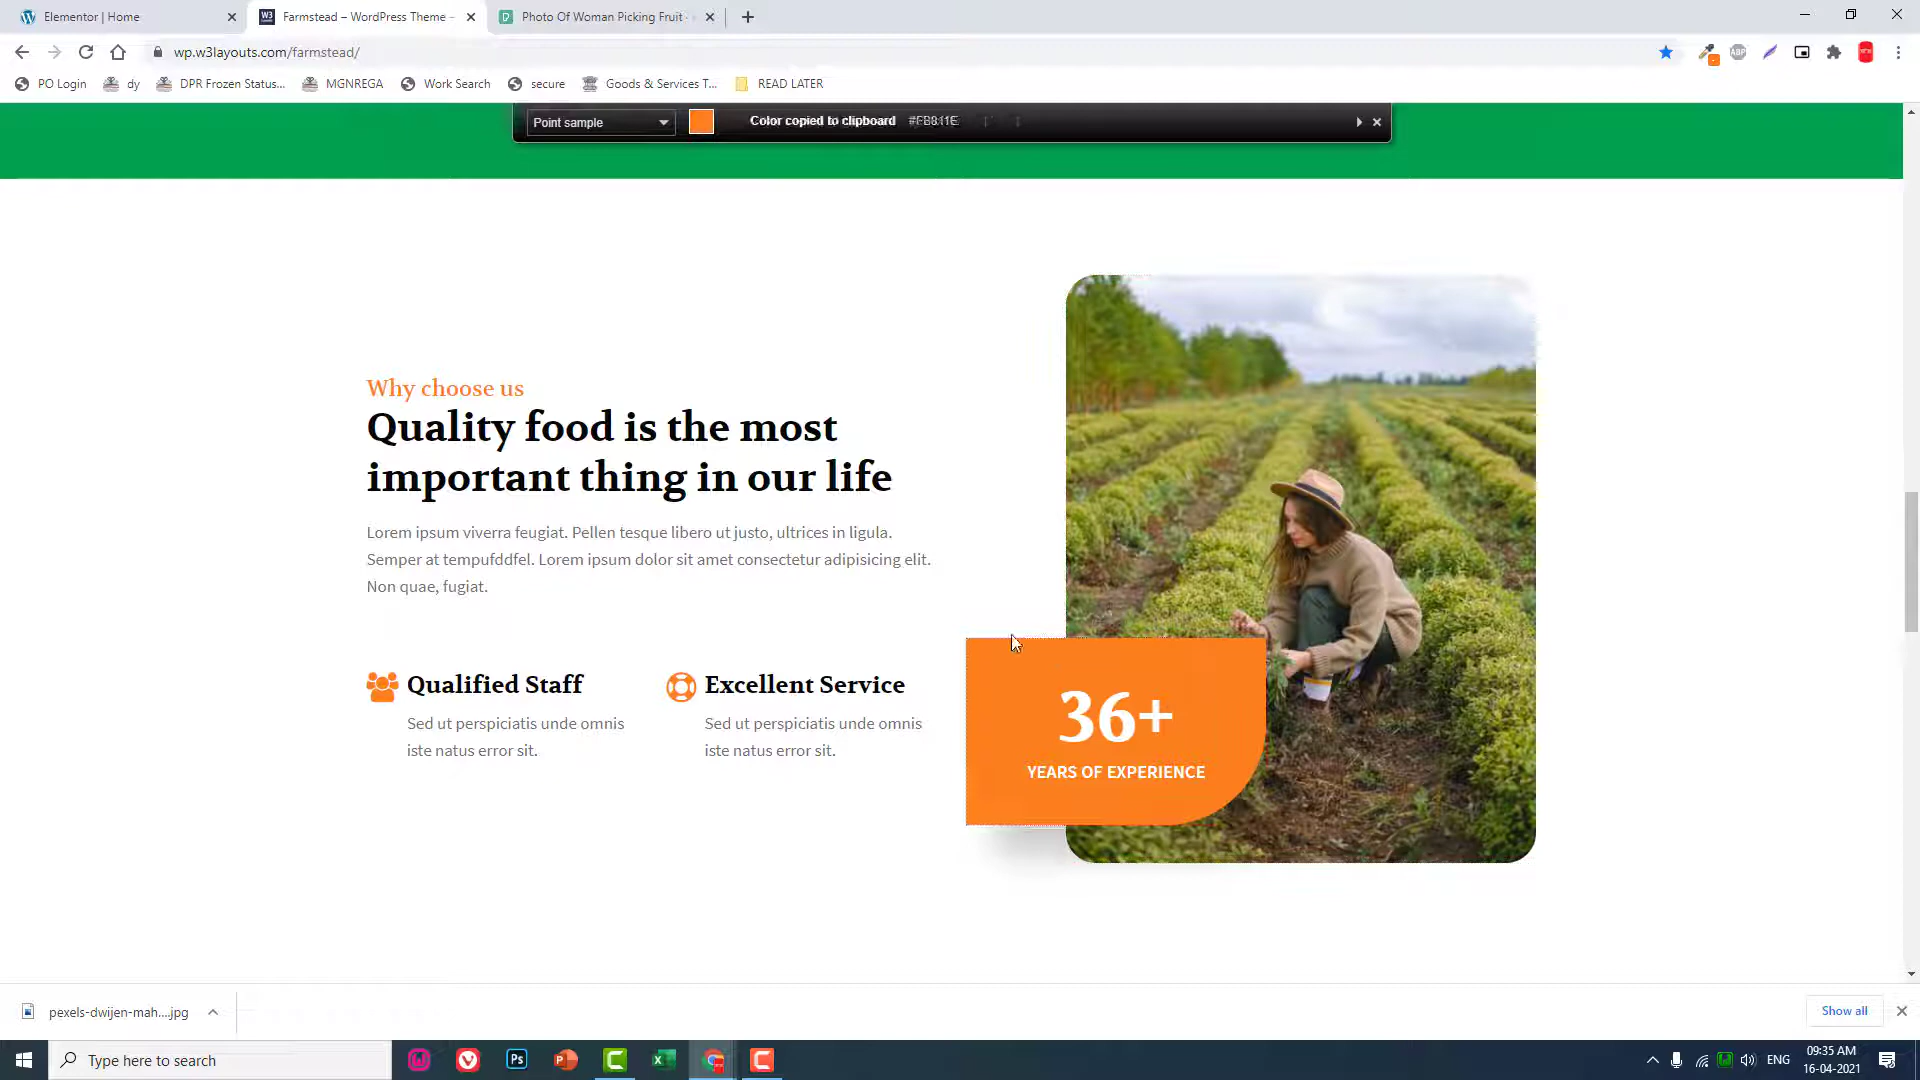 Elementor | Home
Farmstead – WordPress Theme –
Photo Of Woman Picking Fruit ·
wp.w3layouts.com/farmstead/
PO Login
dy
DPR Frozen Status...
MGNREGA
Work Search
secure
Goods & Services T...
READ LATER
Point sample
Color copied to clipboard
Why choose us
Quality food is the most
important thing in our life
Lorem ipsum viverra feugiat. Pellen tesque libero ut justo, ultrices in ligula.
Semper at tempufddfel. Lorem ipsum dolor sit amet consectetur adipisicing elit.
Non quae, fugiat.
Qualified Staff
Sed ut perspiciatis unde omnis
iste natus error sit.
Excellent Service
Sed ut perspiciatis unde omnis
iste natus error sit.
36+
YEARS OF EXPERIENCE
pexels-dwijen-mah....jpg
Show all
Type here to search
ENG
09:35 AM
16-04-2021